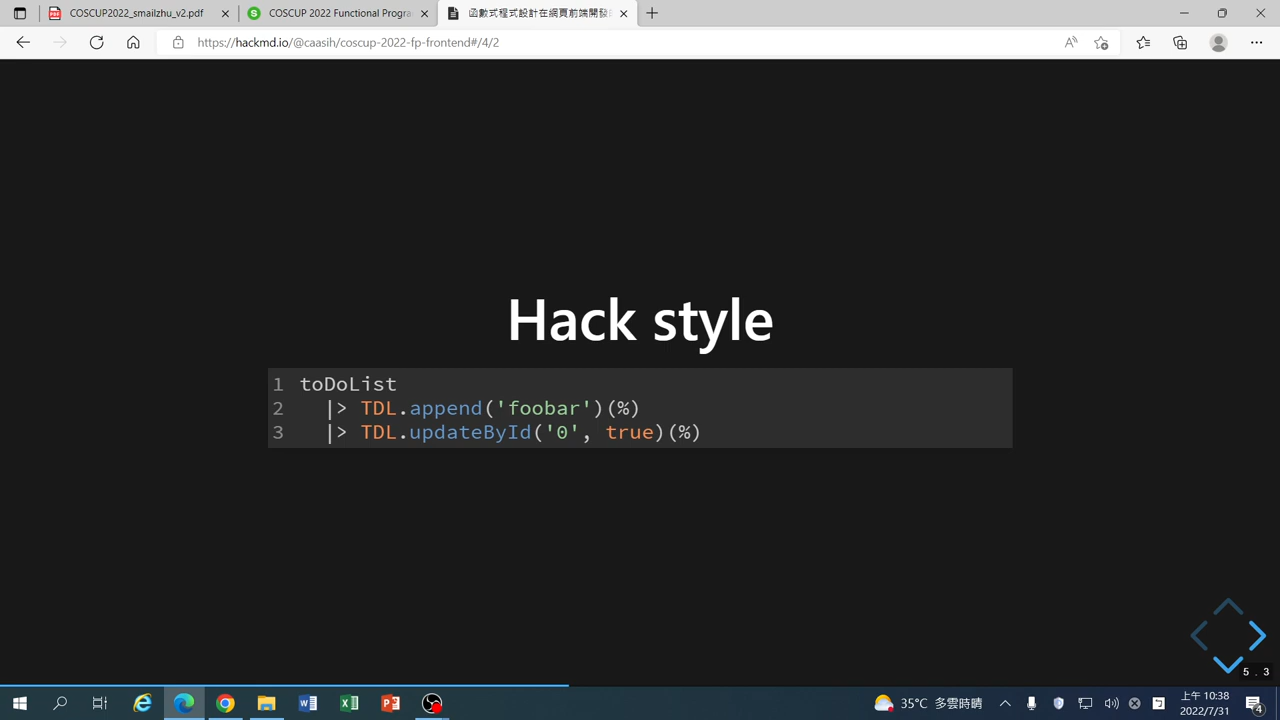 COSCUP2022_smailzhu_v2.pdf
COSCUP 2022 Functional Progra
函數式程式設計在網頁前端開發
https://hackmd.io/@caasih/coscup-2022-fp-frontend#/4/2
Hack style
1 toDoList
2 |> TDL.append('foobar')(%)
3 |> TDL.updateById('0', true)(%)
5 . 3
35°C 多雲時晴
上午 10:38
2022/7/31
4